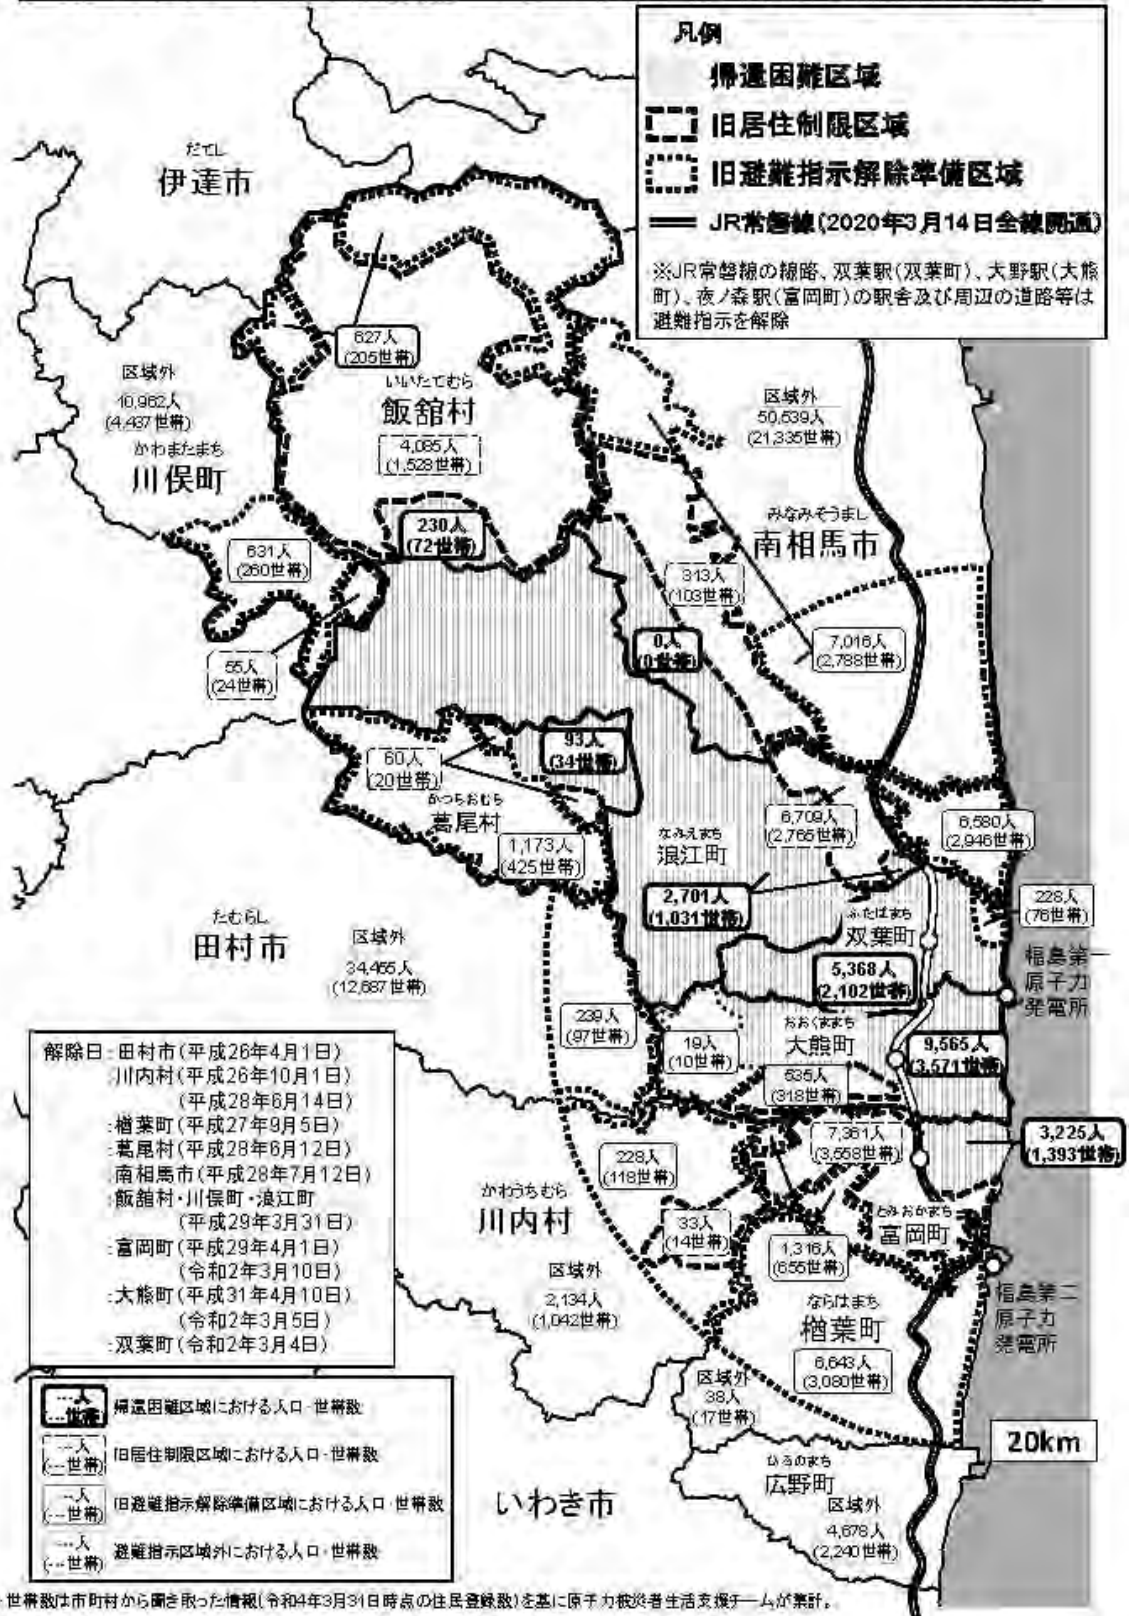 凡例
帰還困難区域
旧居住制限区域
旧避難指示解除準備区域
JR常磐線(2020年3月14日全線開通)
※JR常磐線の線路、双葉駅(双葉町)、大野駅(大熊
町)、夜ノ森駅(富岡町)の駅舎及び周辺の道路等は
避難指示を解除
だてし
伊達市
627人
(205世帯)
区域外
10,962人
(4,437世帯)
かわまたまち
川俣町
いいたてむら
飯舘村
4,085人
(1,528世帯)
区域外
50,539人
(21,335世帯)
みなみそうまし
南相馬市
230人
(72世帯)
631人
(260世帯)
313人
(103世帯)
55人
(24世帯)
0人
(0世帯)
7,016人
(2,788世帯)
93人
(34世帯)
60人
(20世帯)
かつらおむら
葛尾村
1,173人
(425世帯)
なみえまち
浪江町
6,709人
(2,765世帯)
6,580人
(2,946世帯)
2,701人
(1,031世帯)
228人
(76世帯)
ふたばまち
双葉町
たむらし
田村市
区域外
34,465人
(12,687世帯)
5,368人
(2,102世帯)
福島第一
原子力
発電所
239人
(97世帯)
19人
(10世帯)
おおくままち
大熊町
535人
(318世帯)
9,565人
(3,571世帯)
解除日:田村市(平成26年4月1日)
:川内村(平成26年10月1日)
(平成28年6月14日)
:楢葉町(平成27年9月5日)
:葛尾村(平成28年6月12日)
:南相馬市(平成28年7月12日)
:飯舘村・川俣町・浪江町
(平成29年3月31日)
:富岡町(平成29年4月1日)
(令和2年3月10日)
:大熊町(平成31年4月10日)
(令和2年3月5日)
:双葉町(令和2年3月4日)
7,361人
(3,558世帯)
3,225人
(1,393世帯)
228人
(118世帯)
かわうちむら
川内村
33人
(14世帯)
とみおかまち
富岡町
1,316人
(655世帯)
区域外
2,134人
(1,042世帯)
ならはまち
楢葉町
6,643人
(3,080世帯)
福島第二
原子力
発電所
区域外
38人
(17世帯)
20km
ひろのまち
広野町
区域外
4,678人
(2,240世帯)
いわき市
---人
(---世帯)
帰還困難区域における人口・世帯数
---人
(---世帯)
旧居住制限区域における人口・世帯数
---人
(---世帯)
旧避難指示解除準備区域における人口・世帯数
---人
(---世帯)
避難指示区域外における人口・世帯数
・世帯数は市町村から聞き取った情報(令和4年3月31日時点の住民登録数)を基に原子力被災者生活支援チームが集計。